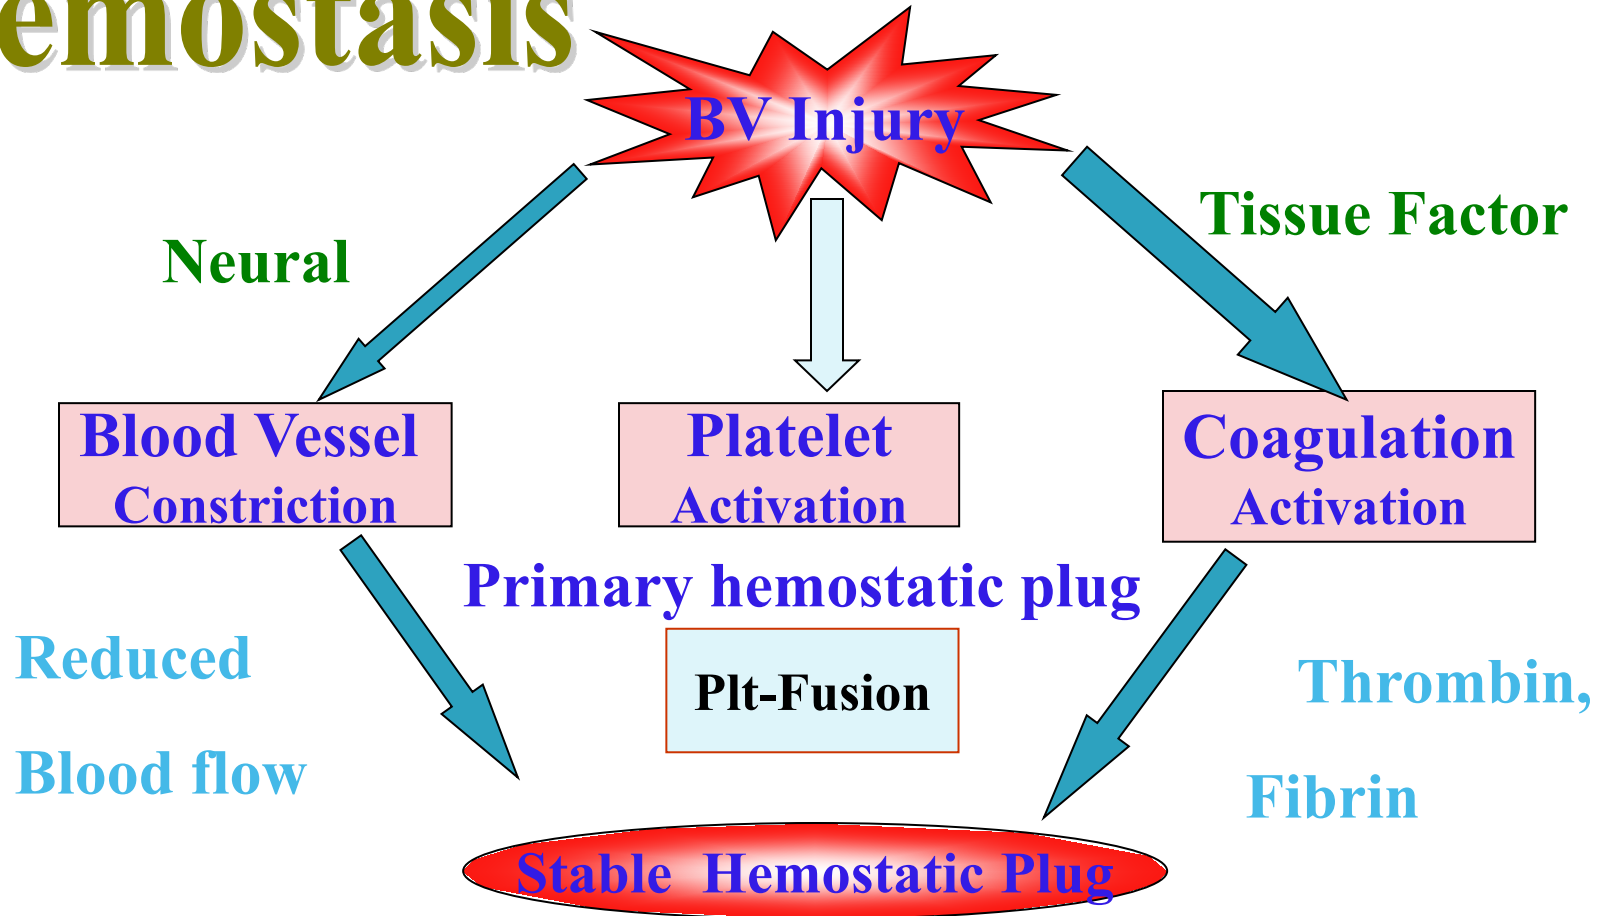 emostasis
BV Injury
Tissue Factor
Neural
Blood Vessel
Constriction
Platelet
Activation
Coagulation
Activation
Primary hemostatic plug
Reduced
Blood flow
Plt-Fusion
Thrombin,
Fibrin
Stable Hemostatic Plug